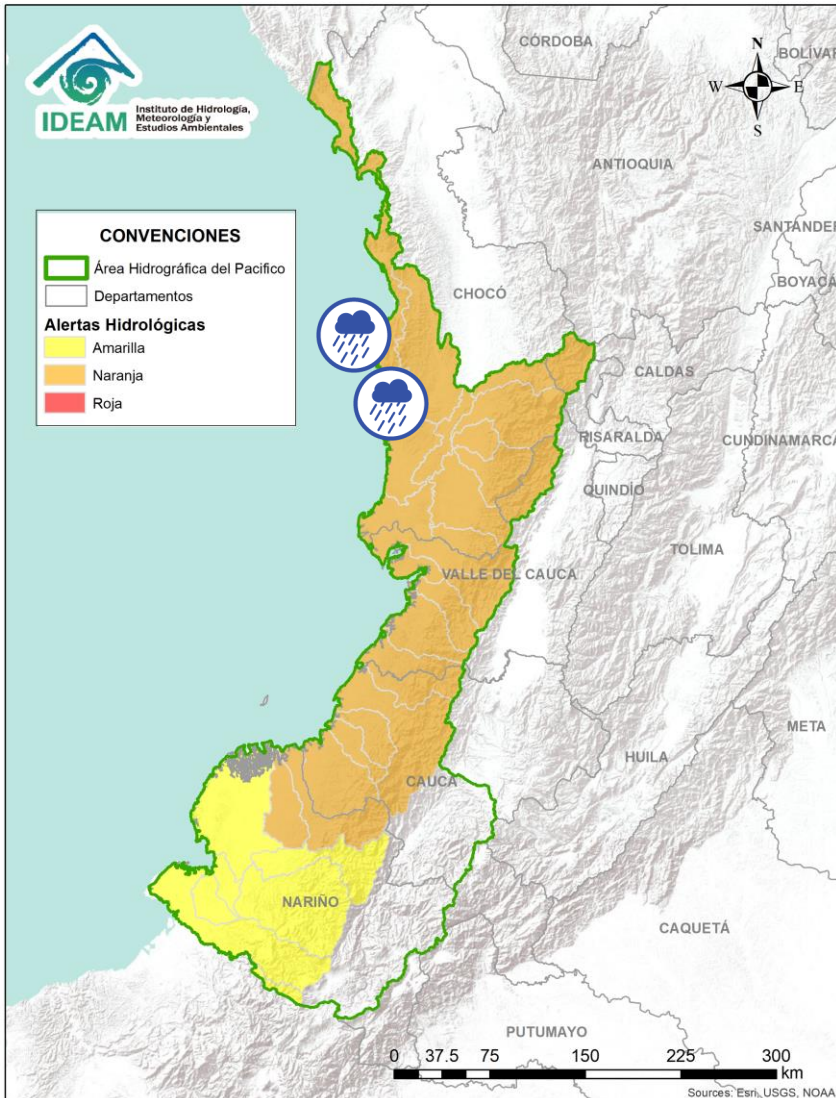 IDEAM
Instituto de Hidrología,
Meteorología y
Estudios Ambientales
CÓRDOBA
BOLÍVAR
N
W
E
S
ANTIOQUIA
SANTANDER
BOYACÁ
CONVENCIONES
Área Hidrográfica del Pacifico
Departamentos
Alertas Hidrológicas
Amarilla
Naranja
Roja
CHOCÓ
CALDAS
RISARALDA
CUNDINAMARCA
QUINDÍO
TOLIMA
VALLE DEL CAUCA
META
HUILA
CAUCA
NARIÑO
CAQUETÁ
PUTUMAYO
0 37.5 75 150 225 300
km
Sources: Esri, USGS, NOAA